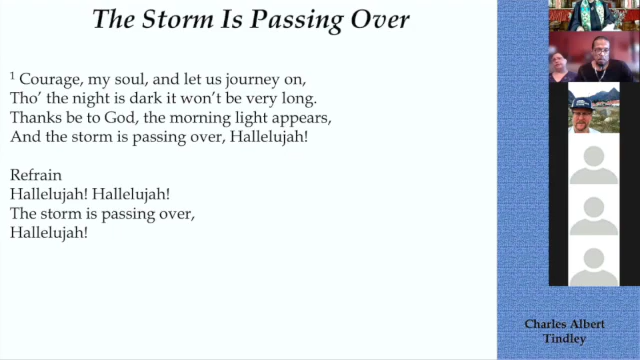 The Storm Is Passing Over
1 Courage, my soul, and let us journey on,
Tho’ the night is dark it won’t be very long.
Thanks be to God, the morning light appears,
And the storm is passing over, Hallelujah!
Refrain
Hallelujah! Hallelujah!
The storm is passing over,
Hallelujah!
Charles Albert
Tindley